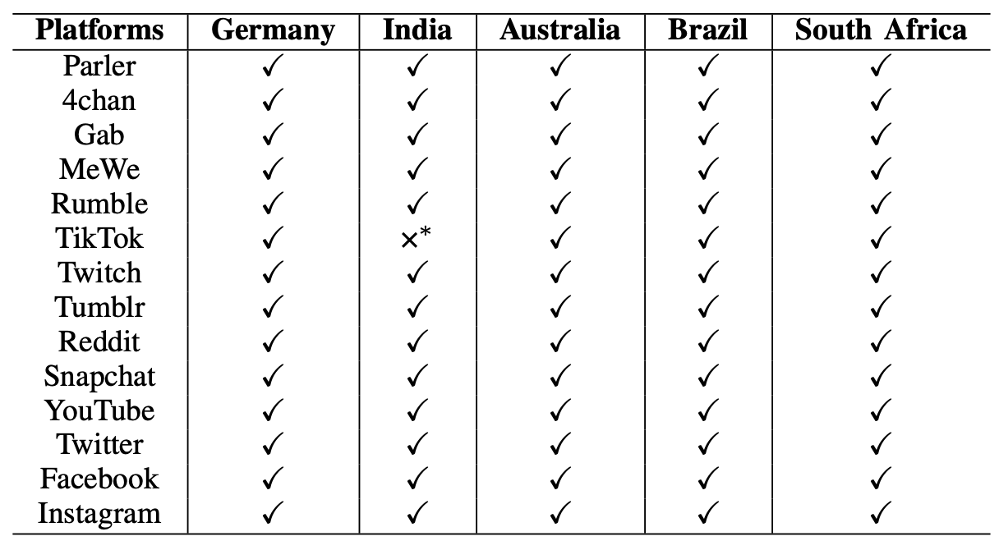 Platforms Germany India Australia Brazil South Africa
Parler ✓ ✓ ✓ ✓ ✓
4chan ✓ ✓ ✓ ✓ ✓
Gab ✓ ✓ ✓ ✓ ✓
MeWe ✓ ✓ ✓ ✓ ✓
Rumble ✓ ✓ ✓ ✓ ✓
TikTok ✓ ×* ✓ ✓ ✓
Twitch ✓ ✓ ✓ ✓ ✓
Tumblr ✓ ✓ ✓ ✓ ✓
Reddit ✓ ✓ ✓ ✓ ✓
Snapchat ✓ ✓ ✓ ✓ ✓
YouTube ✓ ✓ ✓ ✓ ✓
Twitter ✓ ✓ ✓ ✓ ✓
Facebook ✓ ✓ ✓ ✓ ✓
Instagram ✓ ✓ ✓ ✓ ✓